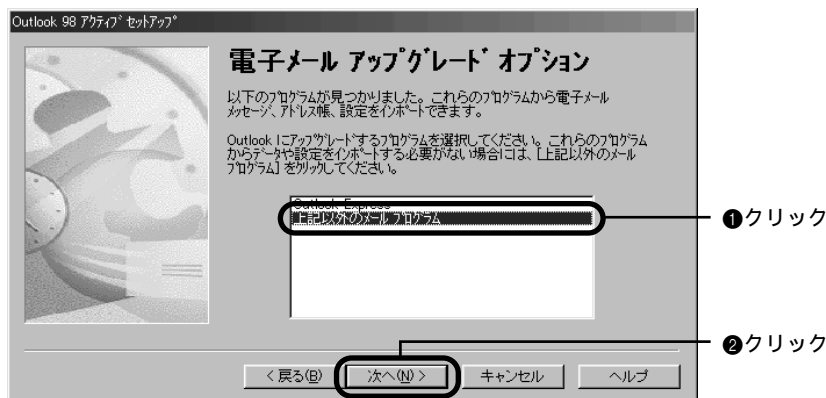 Outlook 98 ｱｸﾃｨﾌﾞ ｾｯﾄｱｯﾌﾟ
電子メール アップグレード オプション
以下のﾌﾟﾛｸﾞﾗﾑが見つかりました。これらのﾌﾟﾛｸﾞﾗﾑから電子ﾒｰﾙ
ﾒｯｾｰｼﾞ、ｱﾄﾞﾚｽ帳、設定をｲﾝﾎﾟｰﾄできます。
Outlook にｱｯﾌﾟｸﾞﾚｰﾄﾞするﾌﾟﾛｸﾞﾗﾑを選択してください。これらのﾌﾟﾛｸﾞﾗﾑ
からﾃﾞｰﾀや設定をｲﾝﾎﾟｰﾄする必要がない場合には、[上記以外のﾒｰﾙ
ﾌﾟﾛｸﾞﾗﾑ] をｸﾘｯｸしてください。
Outlook Express
上記以外のﾒｰﾙ ﾌﾟﾛｸﾞﾗﾑ
❶クリック
❷クリック
< 戻る(B) 次へ(N) > キャンセル ヘルプ